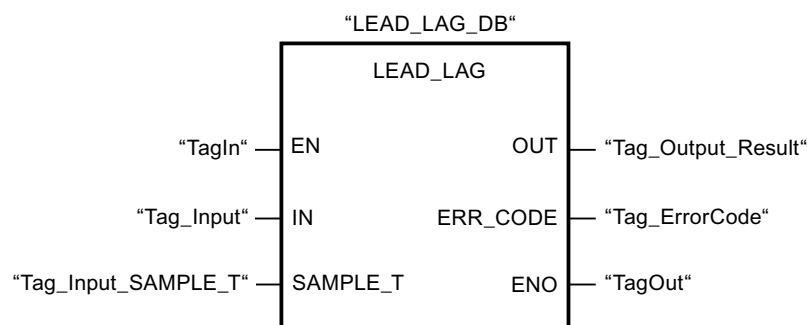 “LEAD_LAG_DB“
LEAD_LAG
“TagIn“ EN OUT “Tag_Output_Result“
“Tag_Input“ IN ERR_CODE “Tag_ErrorCode“
“Tag_Input_SAMPLE_T“ SAMPLE_T ENO “TagOut“